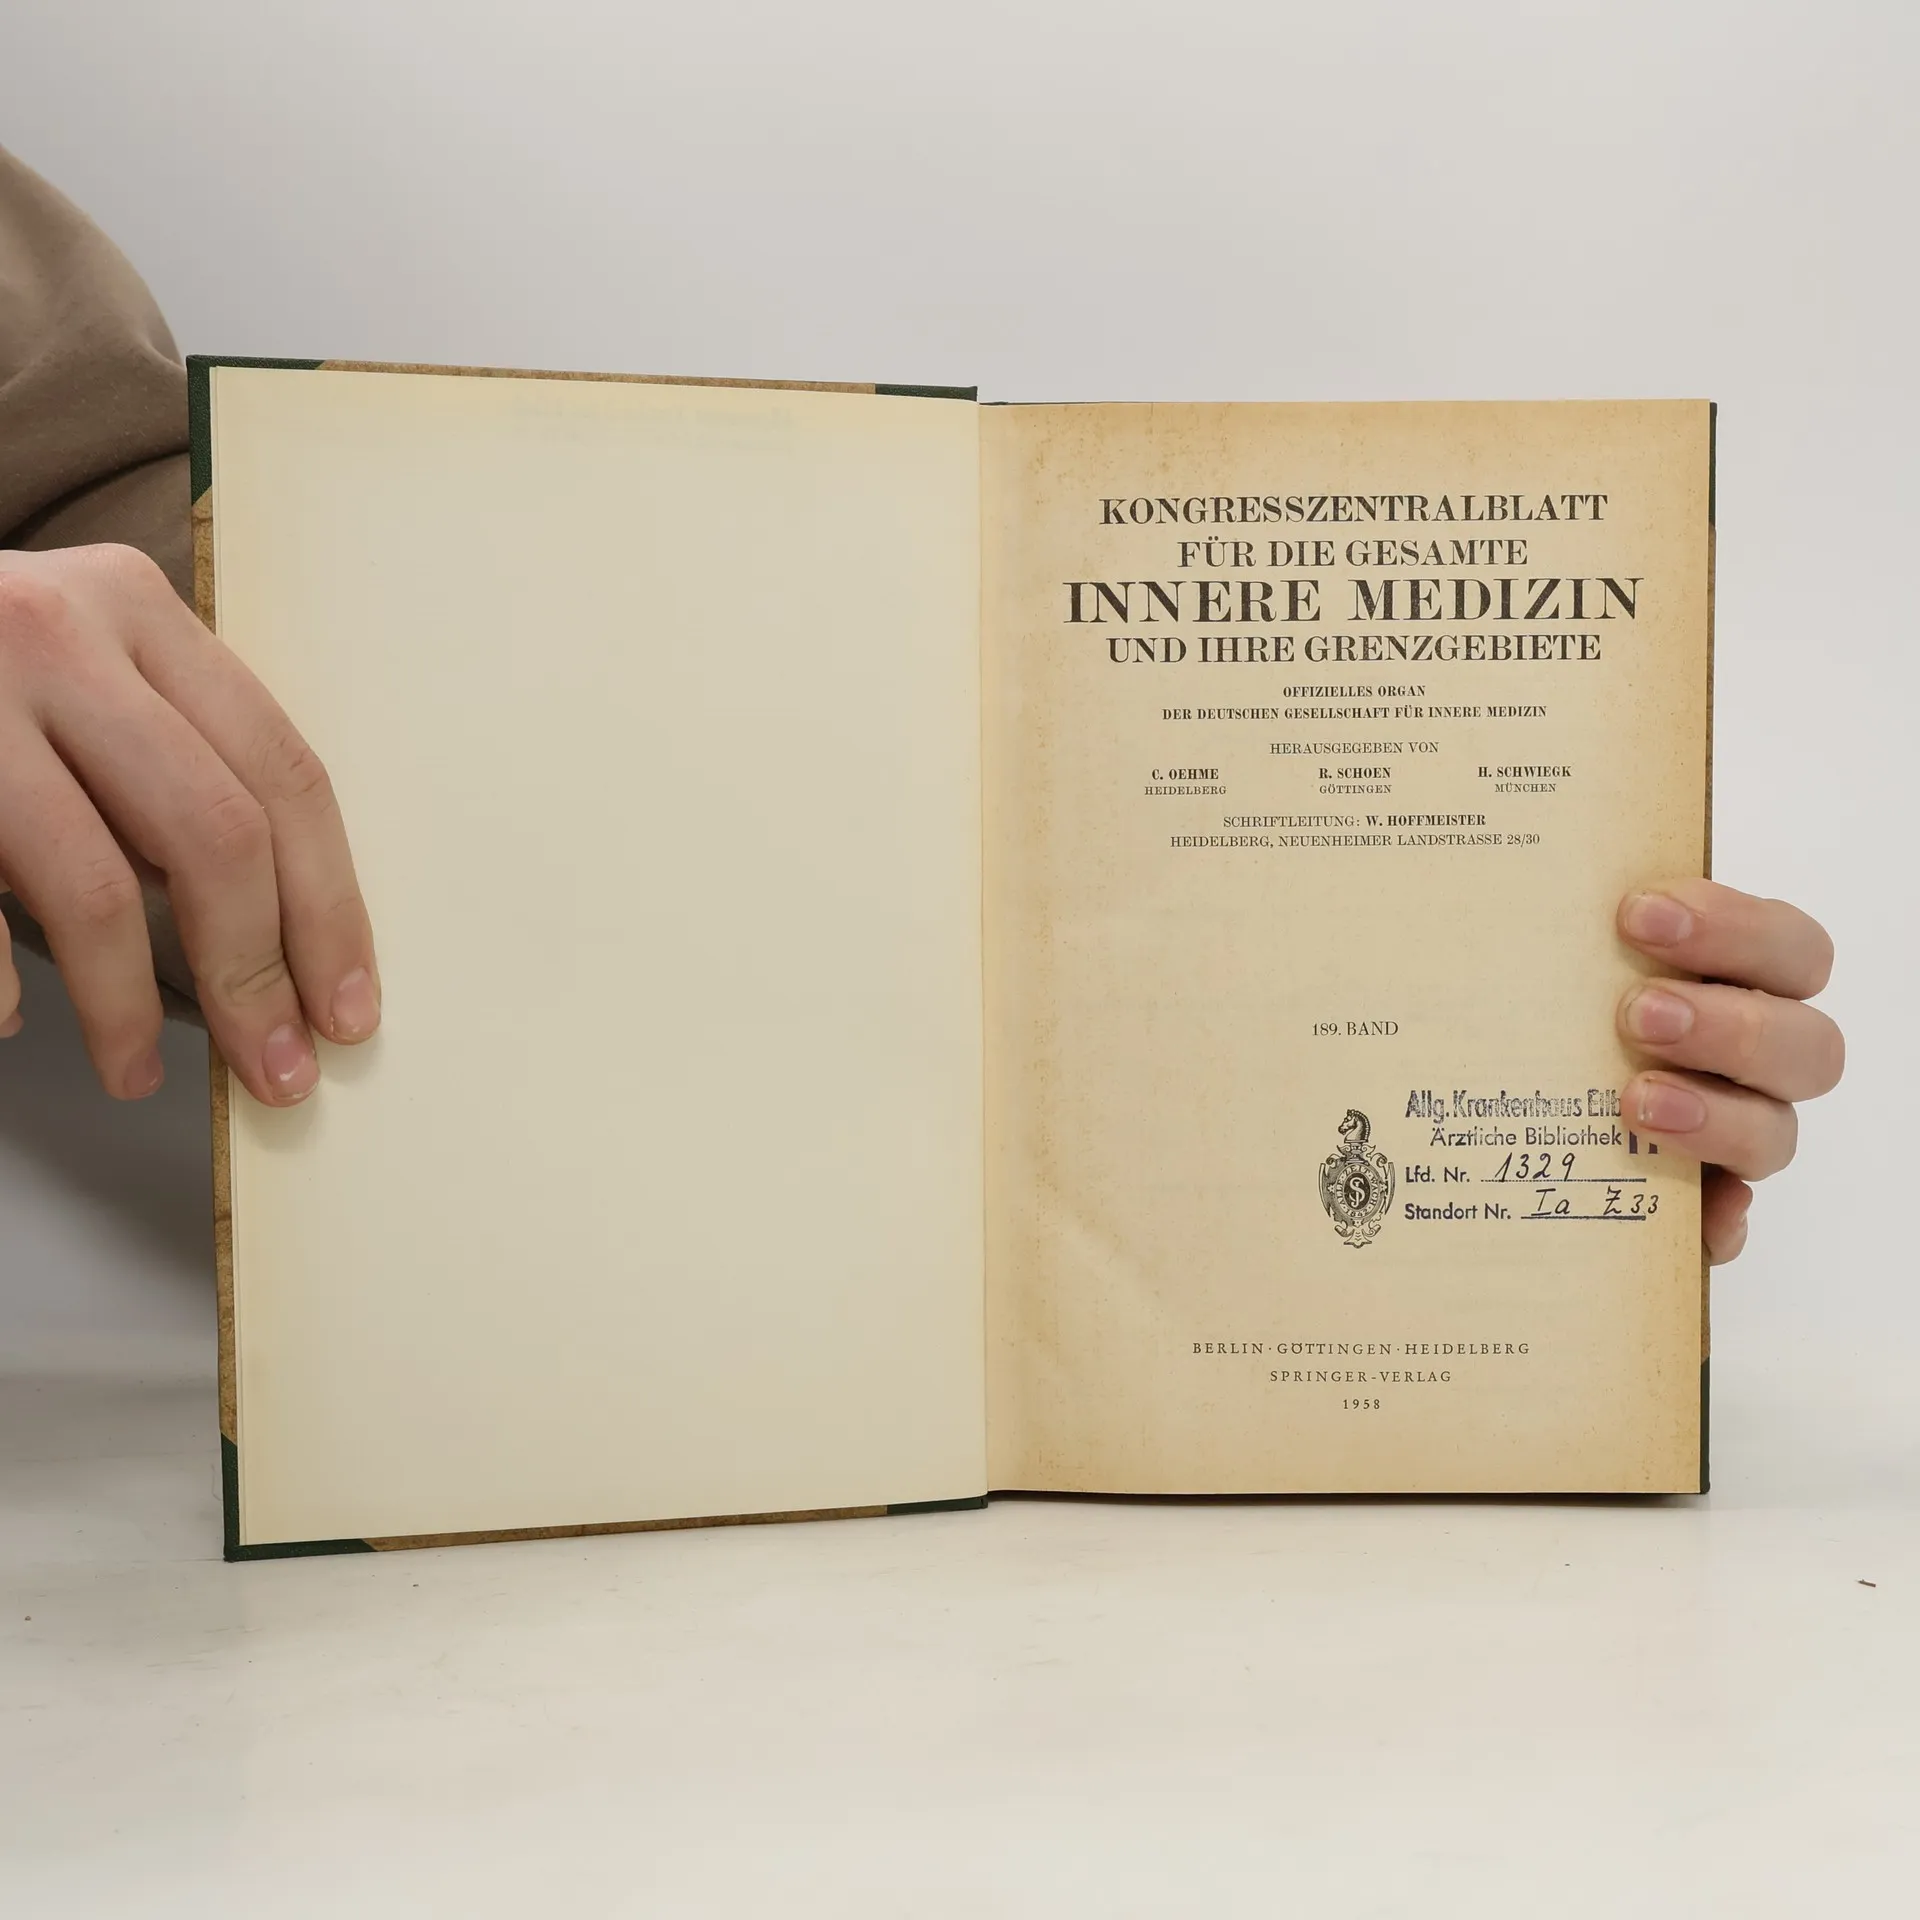 KONGRESSZENTRALBLATT
FÜR DIE GESAMTE
INNERE MEDIZIN
UND IHRE GRENZGEBIETE
OFFIZIELLES ORGAN
DER DEUTSCHEN GESELLSCHAFT FÜR INNERE MEDIZIN
HERAUSGEGEBEN VON
C. OEHME R. SCHOEN H. SCHWIEGK
HEIDELBERG GÖTTINGEN MÜNCHEN
SCHRIFTLEITUNG: W. HOFFMEISTER
HEIDELBERG, NEUENHEIMER LANDSTRASSE 28/30
189. BAND
Allg. Krankenhaus Eilb
Ärztliche Bibliothek
Lfd. Nr. 1329
Standort Nr. Ia Z 33
BERLIN · GÖTTINGEN · HEIDELBERG
SPRINGER-VERLAG
1958